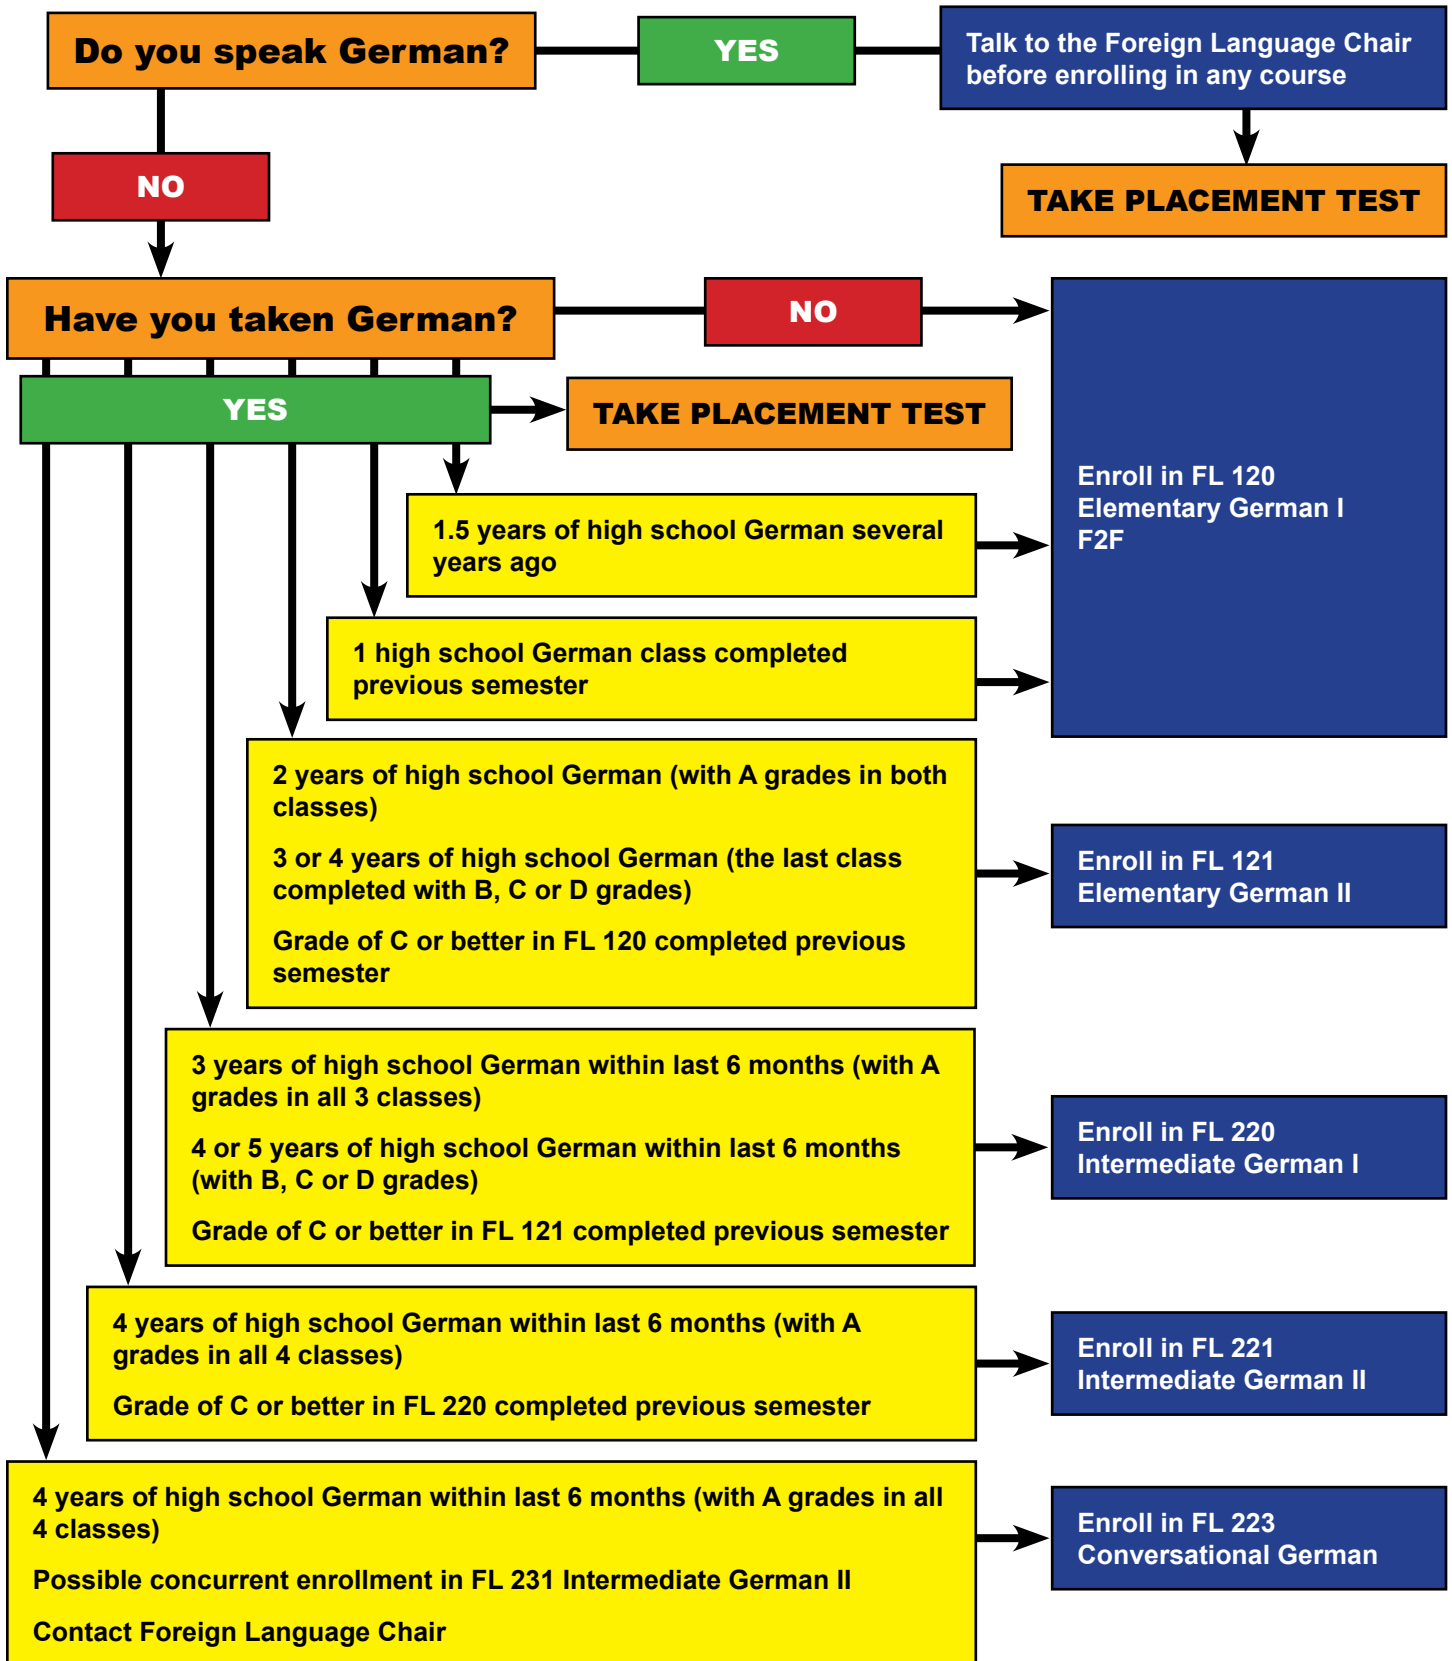 Do you speak German?
YES
Talk to the Foreign Language Chair
before enrolling in any course
NO
TAKE PLACEMENT TEST
Have you taken German?
NO
YES
TAKE PLACEMENT TEST
Enroll in FL 120
Elementary German I
F2F
1.5 years of high school German several
years ago
1 high school German class completed
previous semester
2 years of high school German (with A grades in both
classes)
3 or 4 years of high school German (the last class
completed with B, C or D grades)
Grade of C or better in FL 120 completed previous
semester
Enroll in FL 121
Elementary German II
3 years of high school German within last 6 months (with A
grades in all 3 classes)
4 or 5 years of high school German within last 6 months
(with B, C or D grades)
Grade of C or better in FL 121 completed previous semester
Enroll in FL 220
Intermediate German I
4 years of high school German within last 6 months (with A
grades in all 4 classes)
Grade of C or better in FL 220 completed previous semester
Enroll in FL 221
Intermediate German II
4 years of high school German within last 6 months (with A grades in all
4 classes)
Possible concurrent enrollment in FL 231 Intermediate German II
Contact Foreign Language Chair
Enroll in FL 223
Conversational German